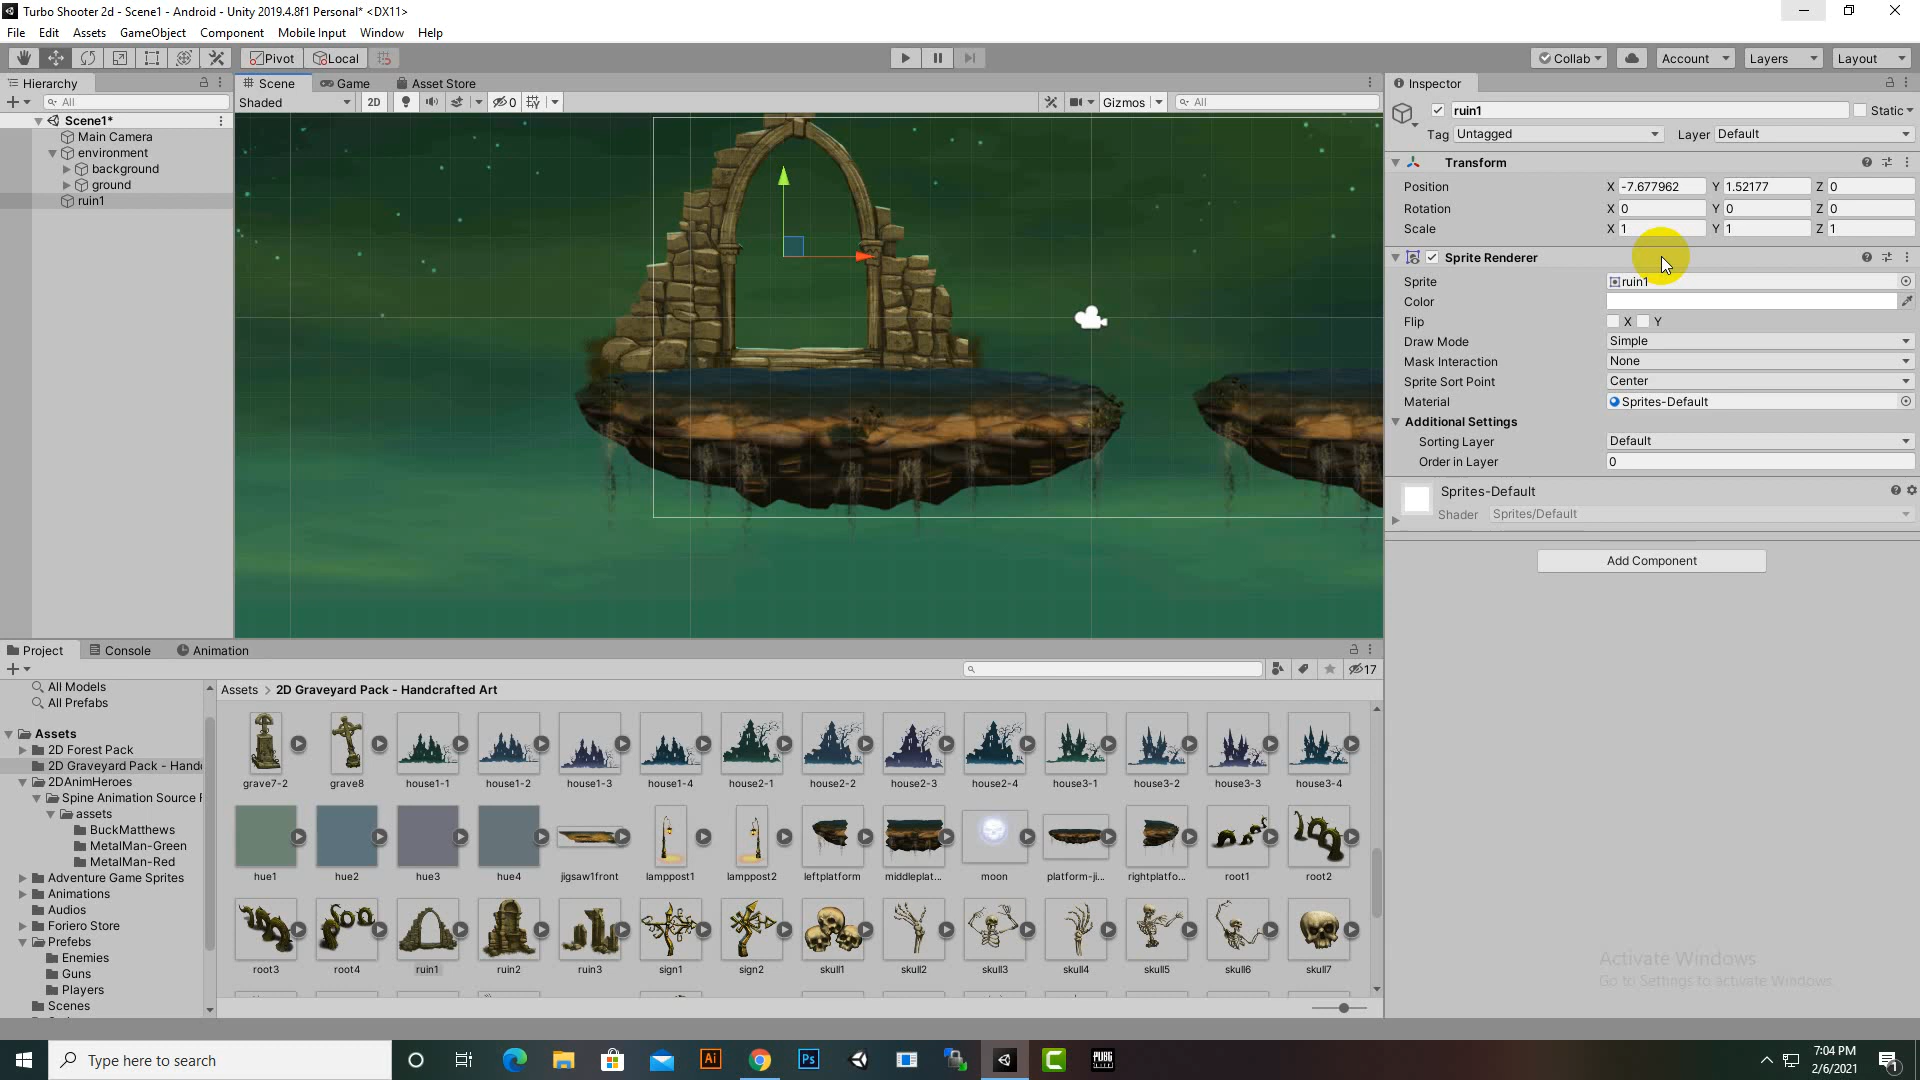 Turbo Shooter 2d - Scene1 - Android - Unity 2019.4.8f1 Personal* <DX11>
File Edit Assets GameObject Component Mobile Input Window Help
Pivot Local Collab Account Layers Layout
Hierarchy
All
Scene1*
Main Camera
environment
background
ground
ruin1
Scene Game Asset Store
Shaded 2D 0 Gizmos All
Inspector
ruin1 Static
Tag Untagged Layer Default
Transform
Position X -7.677962 Y 1.52177 Z 0
Rotation X 0 Y 0 Z 0
Scale X 1 Y 1 Z 1
Sprite Renderer
Sprite ruin1
Color
Flip X Y
Draw Mode Simple
Mask Interaction None
Sprite Sort Point Center
Material Sprites-Default
Additional Settings
Sorting Layer Default
Order in Layer 0
Sprites-Default
Shader Sprites/Default
Add Component
Project Console Animation
17
All Models
All Prefabs
Assets
2D Forest Pack
2D Graveyard Pack - Hand
2DAnimHeroes
Spine Animation Source F
assets
BuckMatthews
MetalMan-Green
MetalMan-Red
Adventure Game Sprites
Animations
Audios
Foriero Store
Prefebs
Enemies
Guns
Players
Scenes
Assets > 2D Graveyard Pack - Handcrafted Art
grave7-2 grave8 house1-1 house1-2 house1-3 house1-4 house2-1 house2-2 house2-3 house2-4 house3-1 house3-2 house3-3 house3-4
hue1 hue2 hue3 hue4 jigsaw1front lamppost1 lamppost2 leftplatform middleplat... moon platform-ji... rightplatfo... root1 root2
root3 root4 ruin1 ruin2 ruin3 sign1 sign2 skull1 skull2 skull3 skull4 skull5 skull6 skull7
Activate Windows
Go to Settings to activate Windows.
Type here to search
Ai
Ps
PUBG
7:04 PM
2/6/2021
1